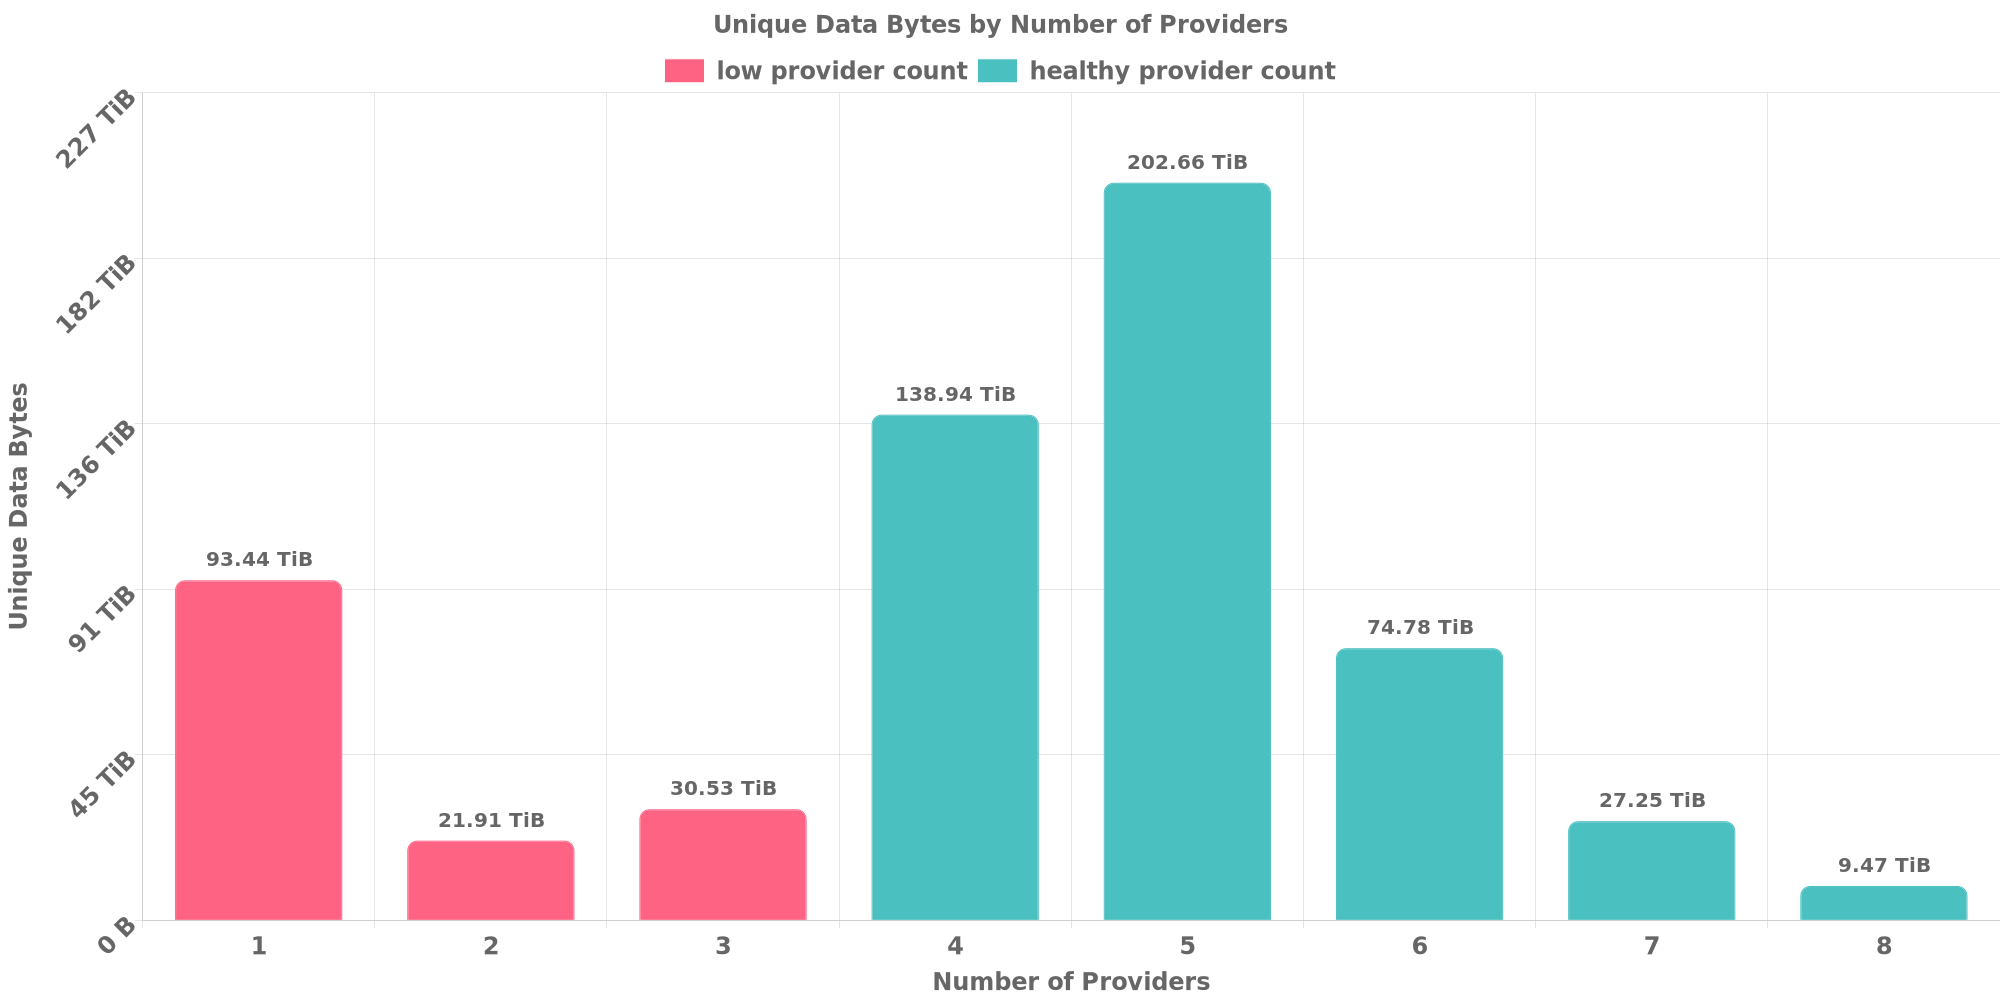 Unique Data Bytes by Number of Providers
low provider count healthy provider count
227 TiB
182 TiB
136 TiB
91 TiB
45 TiB
0 B
Unique Data Bytes
93.44 TiB
21.91 TiB
30.53 TiB
138.94 TiB
202.66 TiB
74.78 TiB
27.25 TiB
9.47 TiB
1 2 3 4 5 6 7 8
Number of Providers